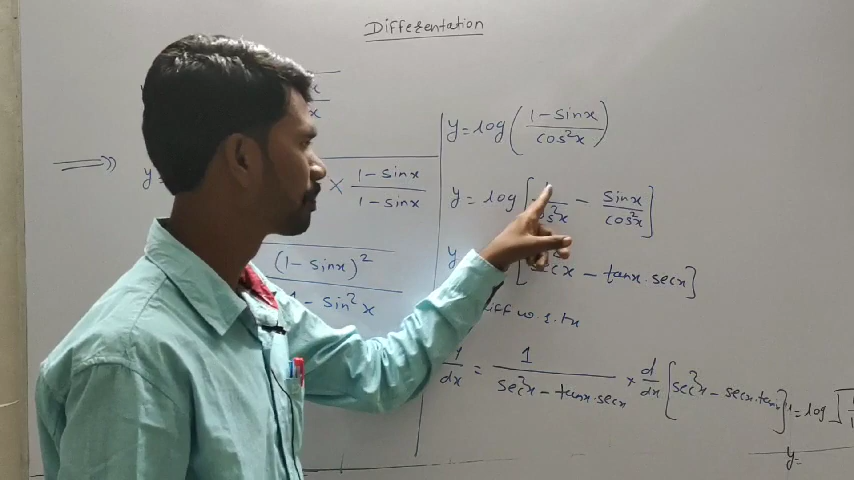 Differentation
x
y= × 1-sinx / 1-sinx
(1-sinx)² / 1-sin²x
y=log(1-sinx / cos²x)
y=log[1 / cos²x - sinx / cos²x]
y [sec²x - tanx.secx]
diff w.r.tx
dy/dx = 1 / sec²x-tanx.secx × d/dx [sec²x-secx.tanx]
y=log√
y=